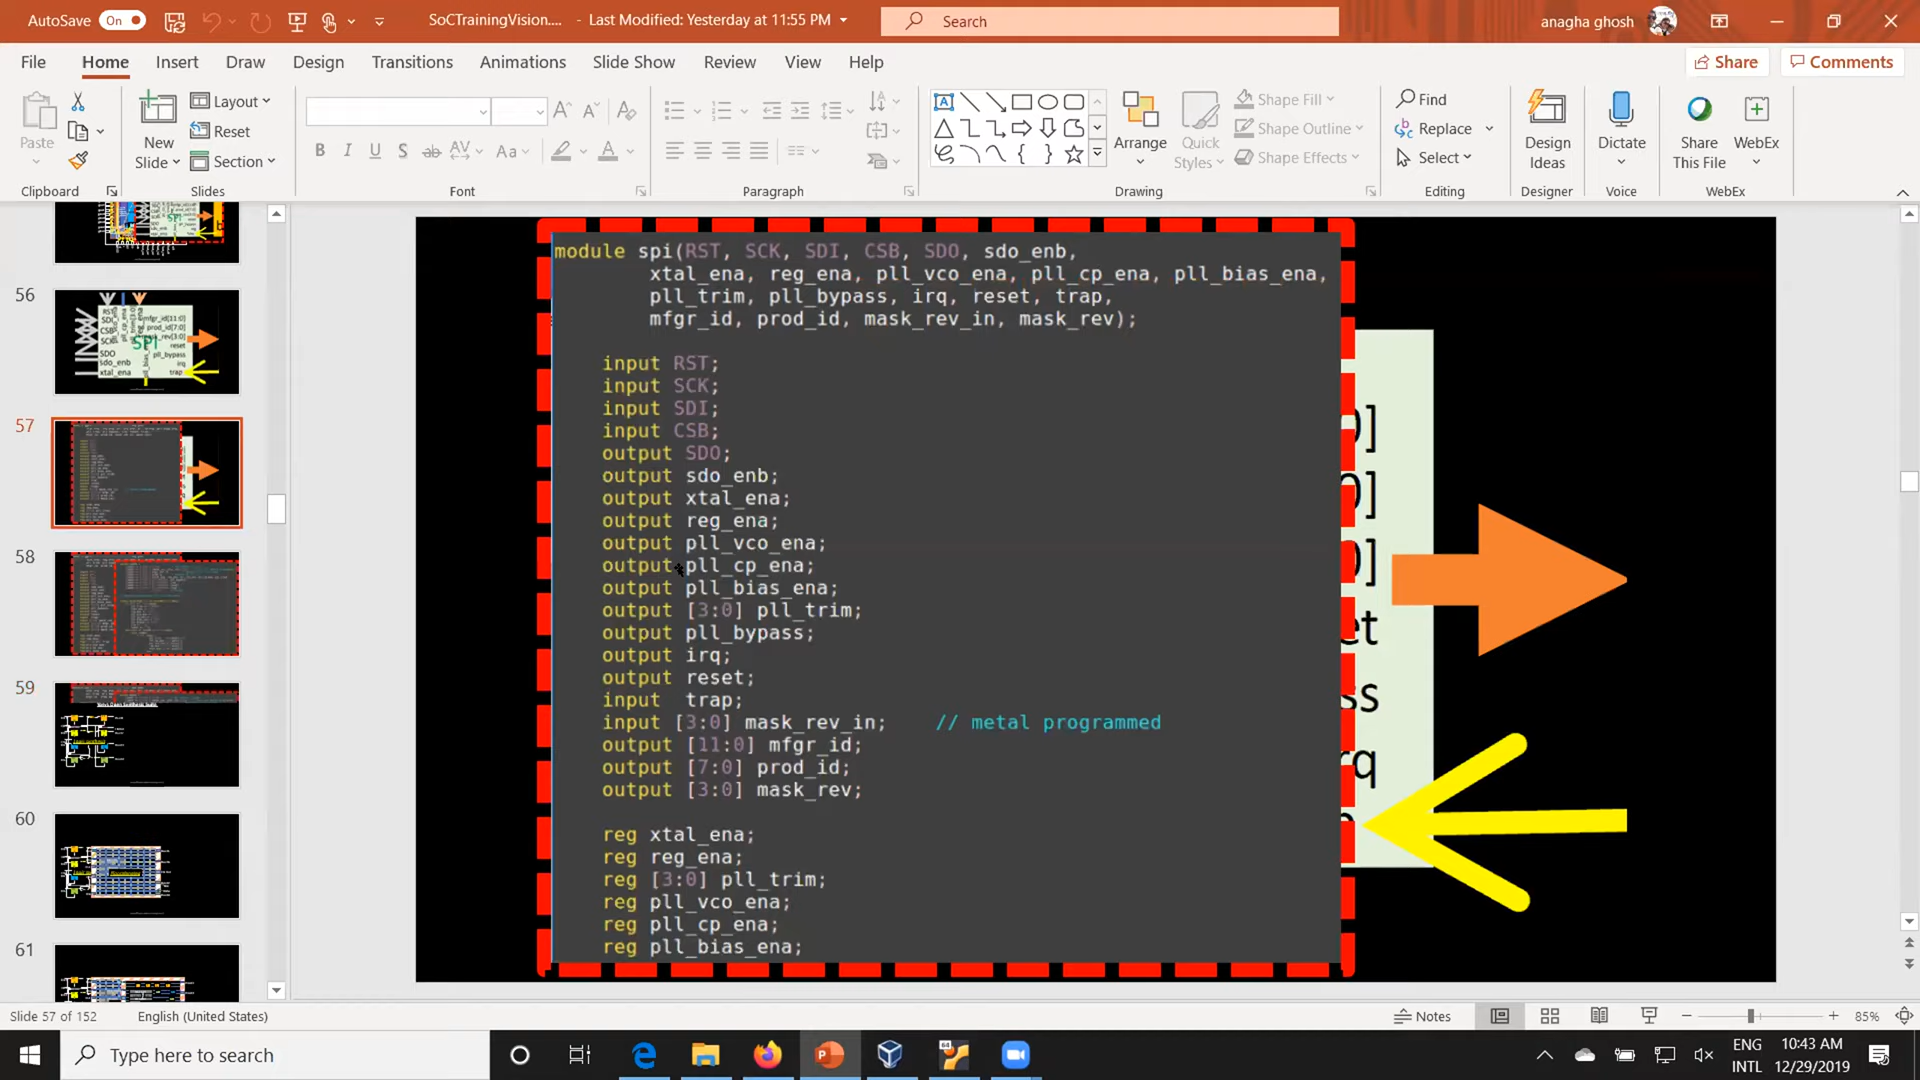 AutoSave On SoCTrainingVision.... - Last Modified: Yesterday at 11:55 PM Search anagha ghosh
File Home Insert Draw Design Transitions Animations Slide Show Review View Help Share Comments
Paste New Slide Layout Reset Section Find Replace Select
Arrange Quick Styles Shape Fill Shape Outline Shape Effects Design Ideas Dictate Share This File WebEx
Clipboard Slides Font Paragraph Drawing Editing Designer Voice WebEx
56
57
58
59
60
61
module spi(RST, SCK, SDI, CSB, SDO, sdo_enb,
xtal_ena, reg_ena, pll_vco_ena, pll_cp_ena, pll_bias_ena,
pll_trim, pll_bypass, irq, reset, trap,
mfgr_id, prod_id, mask_rev_in, mask_rev);
input RST;
input SCK;
input SDI;
input CSB;
output SDO;
output sdo_enb;
output xtal_ena;
output reg_ena;
output pll_vco_ena;
output pll_cp_ena;
output pll_bias_ena;
output [3:0] pll_trim;
output pll_bypass;
output irq;
output reset;
input trap;
input [3:0] mask_rev_in; // metal programmed
output [11:0] mfgr_id;
output [7:0] prod_id;
output [3:0] mask_rev;
reg xtal_ena;
reg reg_ena;
reg [3:0] pll_trim;
reg pll_vco_ena;
reg pll_cp_ena;
reg pll_bias_ena;
Slide 57 of 152 English (United States) Notes 85%
Type here to search ENG INTL 10:43 AM 12/29/2019